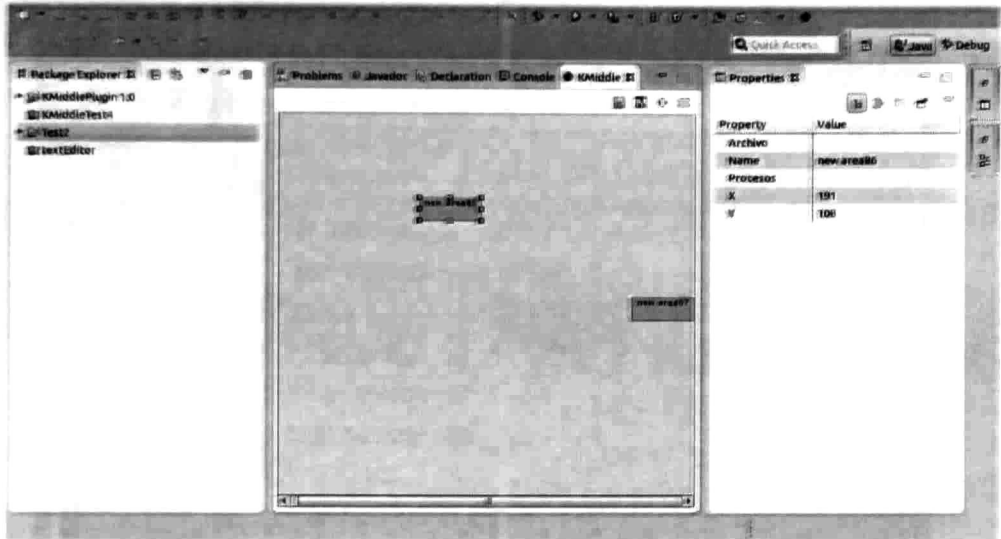 Quick Access
Java
Debug
Package Explorer
KMiddlePlugin 1.0
KMiddleTest4
Test2
textEditor
Problems
Javadoc
Declaration
Console
KMiddle
new area86
new area87
Properties
Property Value
Archivo
Name new area86
Procesos
X 191
Y 108